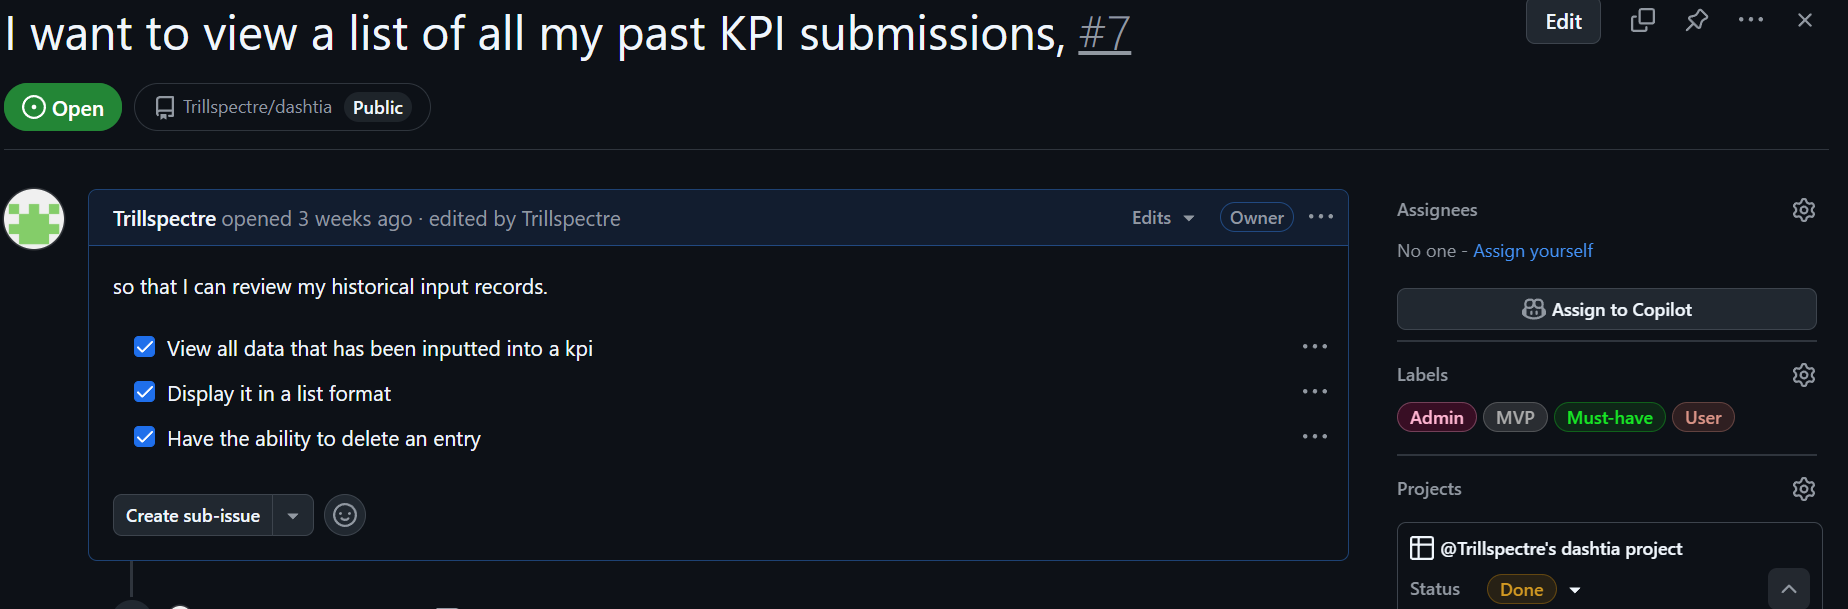 I want to view a list of all my past KPI submissions, #7
Edit
Open
Trillspectre/dashtia Public
Trillspectre opened 3 weeks ago · edited by Trillspectre
Edits
Owner
so that I can review my historical input records.
View all data that has been inputted into a kpi
Display it in a list format
Have the ability to delete an entry
Create sub-issue
Assignees
No one - Assign yourself
Assign to Copilot
Labels
Admin MVP Must-have User
Projects
@Trillspectre's dashtia project
Status Done